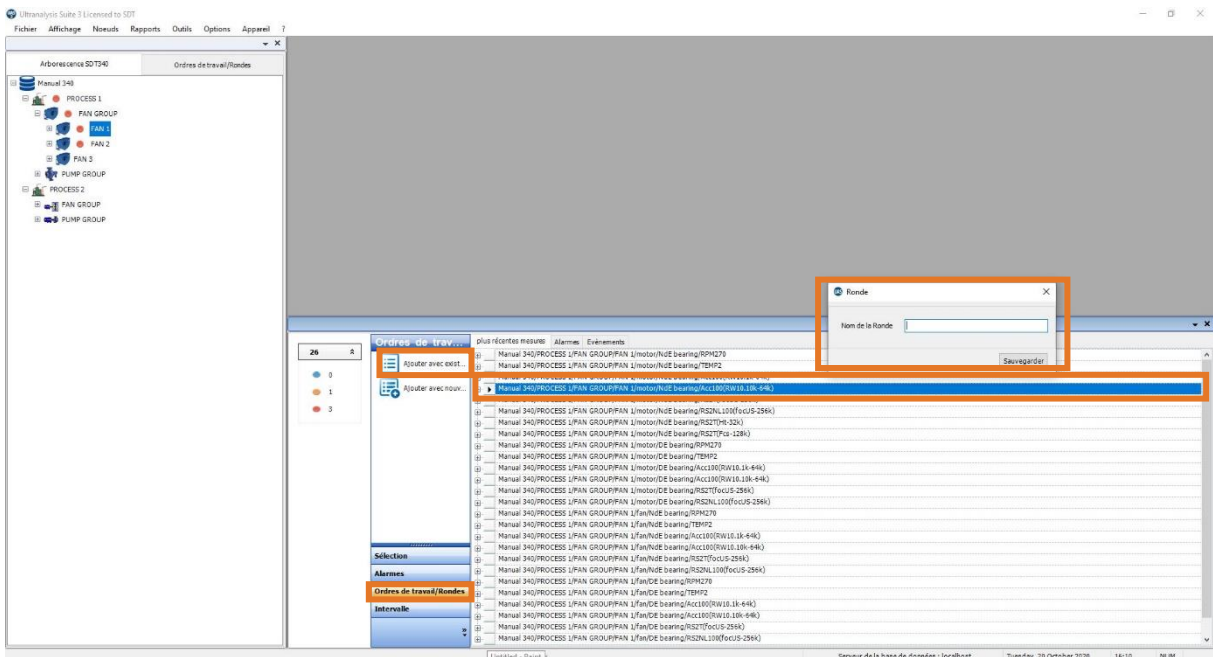 Ultranalysis Suite 3 Licensed to SDT
Fichier Affichage Noeuds Rapports Outils Options Appareil ?
Arborescence SDT340 Ordres de travail/Rondes
Manual 340
PROCESS 1
FAN GROUP
FAN 1
FAN 2
FAN 3
PUMP GROUP
PROCESS 2
FAN GROUP
PUMP GROUP
Ronde
Nom de la Ronde
Sauvegarder
26
0
1
3
Ordres de trav...
Ajouter avec exist...
Ajouter avec nouv...
Sélection
Alarmes
Ordres de travail/Rondes
Intervalle
plus récentes mesures Alarmes Evènements
Manual 340/PROCESS 1/FAN GROUP/FAN 1/motor/NdE bearing/RPM270
Manual 340/PROCESS 1/FAN GROUP/FAN 1/motor/NdE bearing/TEMP2
Manual 340/PROCESS 1/FAN GROUP/FAN 1/motor/NdE bearing/Acc100(RW10.10k-64k)
Manual 340/PROCESS 1/FAN GROUP/FAN 1/motor/NdE bearing/RS2NL100(focUS-256k)
Manual 340/PROCESS 1/FAN GROUP/FAN 1/motor/NdE bearing/RS2T(Ht-32k)
Manual 340/PROCESS 1/FAN GROUP/FAN 1/motor/NdE bearing/RS2T(Fcs-128k)
Manual 340/PROCESS 1/FAN GROUP/FAN 1/motor/DE bearing/RPM270
Manual 340/PROCESS 1/FAN GROUP/FAN 1/motor/DE bearing/TEMP2
Manual 340/PROCESS 1/FAN GROUP/FAN 1/motor/DE bearing/Acc100(RW10.1k-64k)
Manual 340/PROCESS 1/FAN GROUP/FAN 1/motor/DE bearing/Acc100(RW10.10k-64k)
Manual 340/PROCESS 1/FAN GROUP/FAN 1/motor/DE bearing/RS2T(focUS-256k)
Manual 340/PROCESS 1/FAN GROUP/FAN 1/motor/DE bearing/RS2NL100(focUS-256k)
Manual 340/PROCESS 1/FAN GROUP/FAN 1/fan/NdE bearing/RPM270
Manual 340/PROCESS 1/FAN GROUP/FAN 1/fan/NdE bearing/TEMP2
Manual 340/PROCESS 1/FAN GROUP/FAN 1/fan/NdE bearing/Acc100(RW10.1k-64k)
Manual 340/PROCESS 1/FAN GROUP/FAN 1/fan/NdE bearing/Acc100(RW10.10k-64k)
Manual 340/PROCESS 1/FAN GROUP/FAN 1/fan/NdE bearing/RS2T(focUS-256k)
Manual 340/PROCESS 1/FAN GROUP/FAN 1/fan/NdE bearing/RS2NL100(focUS-256k)
Manual 340/PROCESS 1/FAN GROUP/FAN 1/fan/DE bearing/RPM270
Manual 340/PROCESS 1/FAN GROUP/FAN 1/fan/DE bearing/TEMP2
Manual 340/PROCESS 1/FAN GROUP/FAN 1/fan/DE bearing/Acc100(RW10.1k-64k)
Manual 340/PROCESS 1/FAN GROUP/FAN 1/fan/DE bearing/Acc100(RW10.10k-64k)
Manual 340/PROCESS 1/FAN GROUP/FAN 1/fan/DE bearing/RS2T(focUS-256k)
Manual 340/PROCESS 1/FAN GROUP/FAN 1/fan/DE bearing/RS2NL100(focUS-256k)